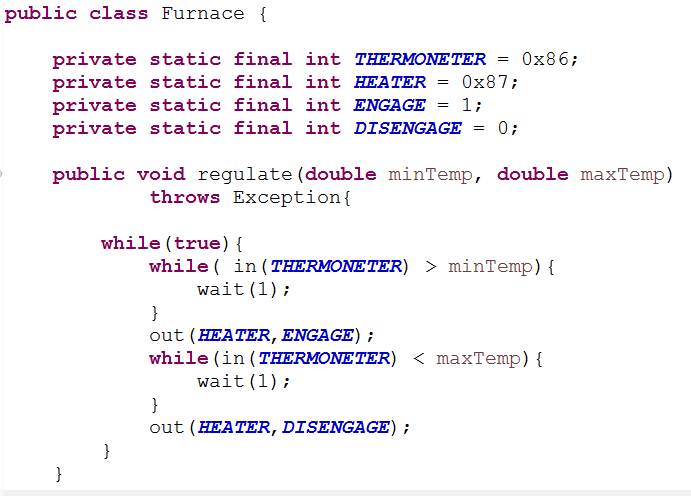 public class Furnace {
private static final int THERMONETER = 0x86;
private static final int HEATER = 0x87;
private static final int ENGAGE = 1;
private static final int DISENGAGE = 0;
public void regulate(double minTemp, double maxTemp)
throws Exception{
while(true){
while( in(THERMONETER) > minTemp){
wait(1);
}
out(HEATER,ENGAGE);
while(in(THERMONETER) < maxTemp){
wait(1);
}
out(HEATER,DISENGAGE);
}
}